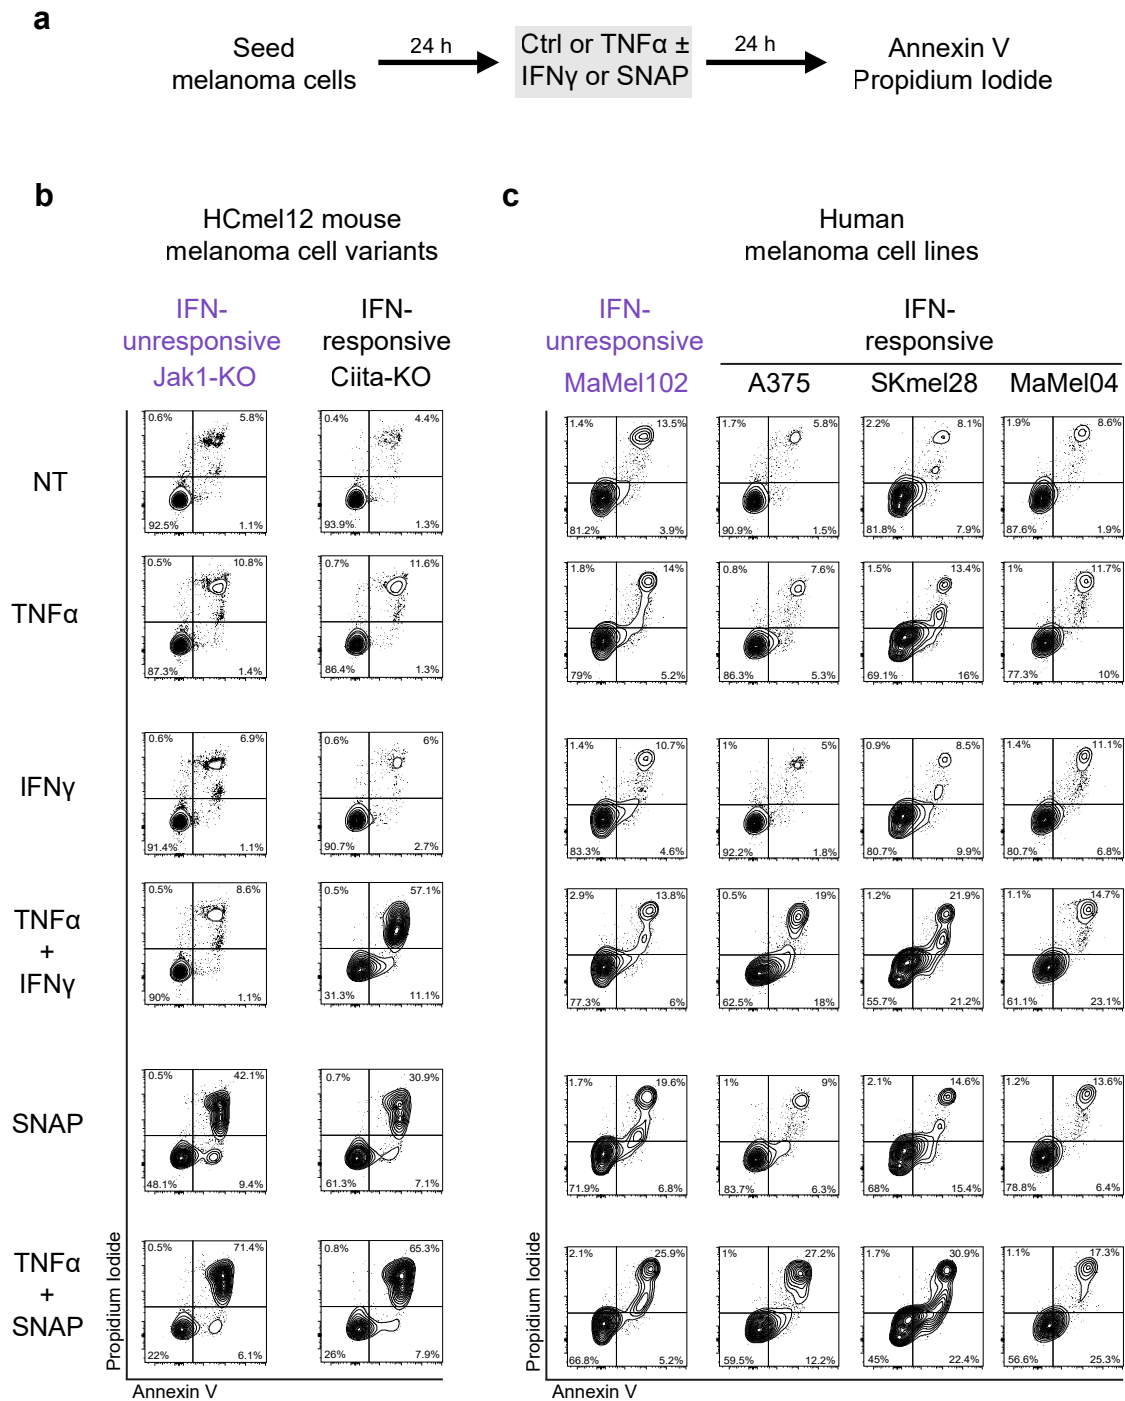 a
Seed
melanoma cells
24 h
Ctrl or TNFα ±
IFNγ or SNAP
24 h
Annexin V
Propidium Iodide
b
HCmel12 mouse
melanoma cell variants
IFN-
unresponsive
Jak1-KO
IFN-
responsive
Ciita-KO
c
Human
melanoma cell lines
IFN-
unresponsive
MaMel102
IFN-
responsive
A375
SKmel28
MaMel04
NT
0.6% 5.8%
92.5% 1.1%
0.4% 4.4%
93.9% 1.3%
1.4% 13.5%
81.2% 3.9%
1.7% 5.8%
90.9% 1.5%
2.2% 8.1%
81.8% 7.9%
1.9% 8.6%
87.6% 1.9%
TNFα
0.5% 10.8%
87.3% 1.4%
0.7% 11.6%
86.4% 1.3%
1.8% 14%
79% 5.2%
0.8% 7.6%
86.3% 5.3%
1.5% 13.4%
69.1% 16%
1% 11.7%
77.3% 10%
IFNγ
0.6% 6.9%
91.4% 1.1%
0.6% 6%
90.7% 2.7%
1.4% 10.7%
83.3% 4.6%
1% 5%
92.2% 1.8%
0.9% 8.5%
80.7% 9.9%
1.4% 11.1%
80.7% 6.8%
TNFα
+
IFNγ
0.5% 8.6%
90% 1.1%
0.5% 57.1%
31.3% 11.1%
2.9% 13.8%
77.3% 6%
0.5% 19%
62.5% 18%
1.2% 21.9%
55.7% 21.2%
1.1% 14.7%
61.1% 23.1%
SNAP
0.5% 42.1%
48.1% 9.4%
0.7% 30.9%
61.3% 7.1%
1.7% 19.6%
71.9% 6.8%
1% 9%
83.7% 6.3%
2.1% 14.6%
68% 15.4%
1.2% 13.6%
78.8% 6.4%
TNFα
+
SNAP
0.5% 71.4%
22% 6.1%
0.8% 65.3%
26% 7.9%
2.1% 25.9%
66.8% 5.2%
1% 27.2%
59.5% 12.2%
1.7% 30.9%
45% 22.4%
1.1% 17.3%
56.6% 25.3%
Propidium Iodide
Annexin V
Propidium Iodide
Annexin V